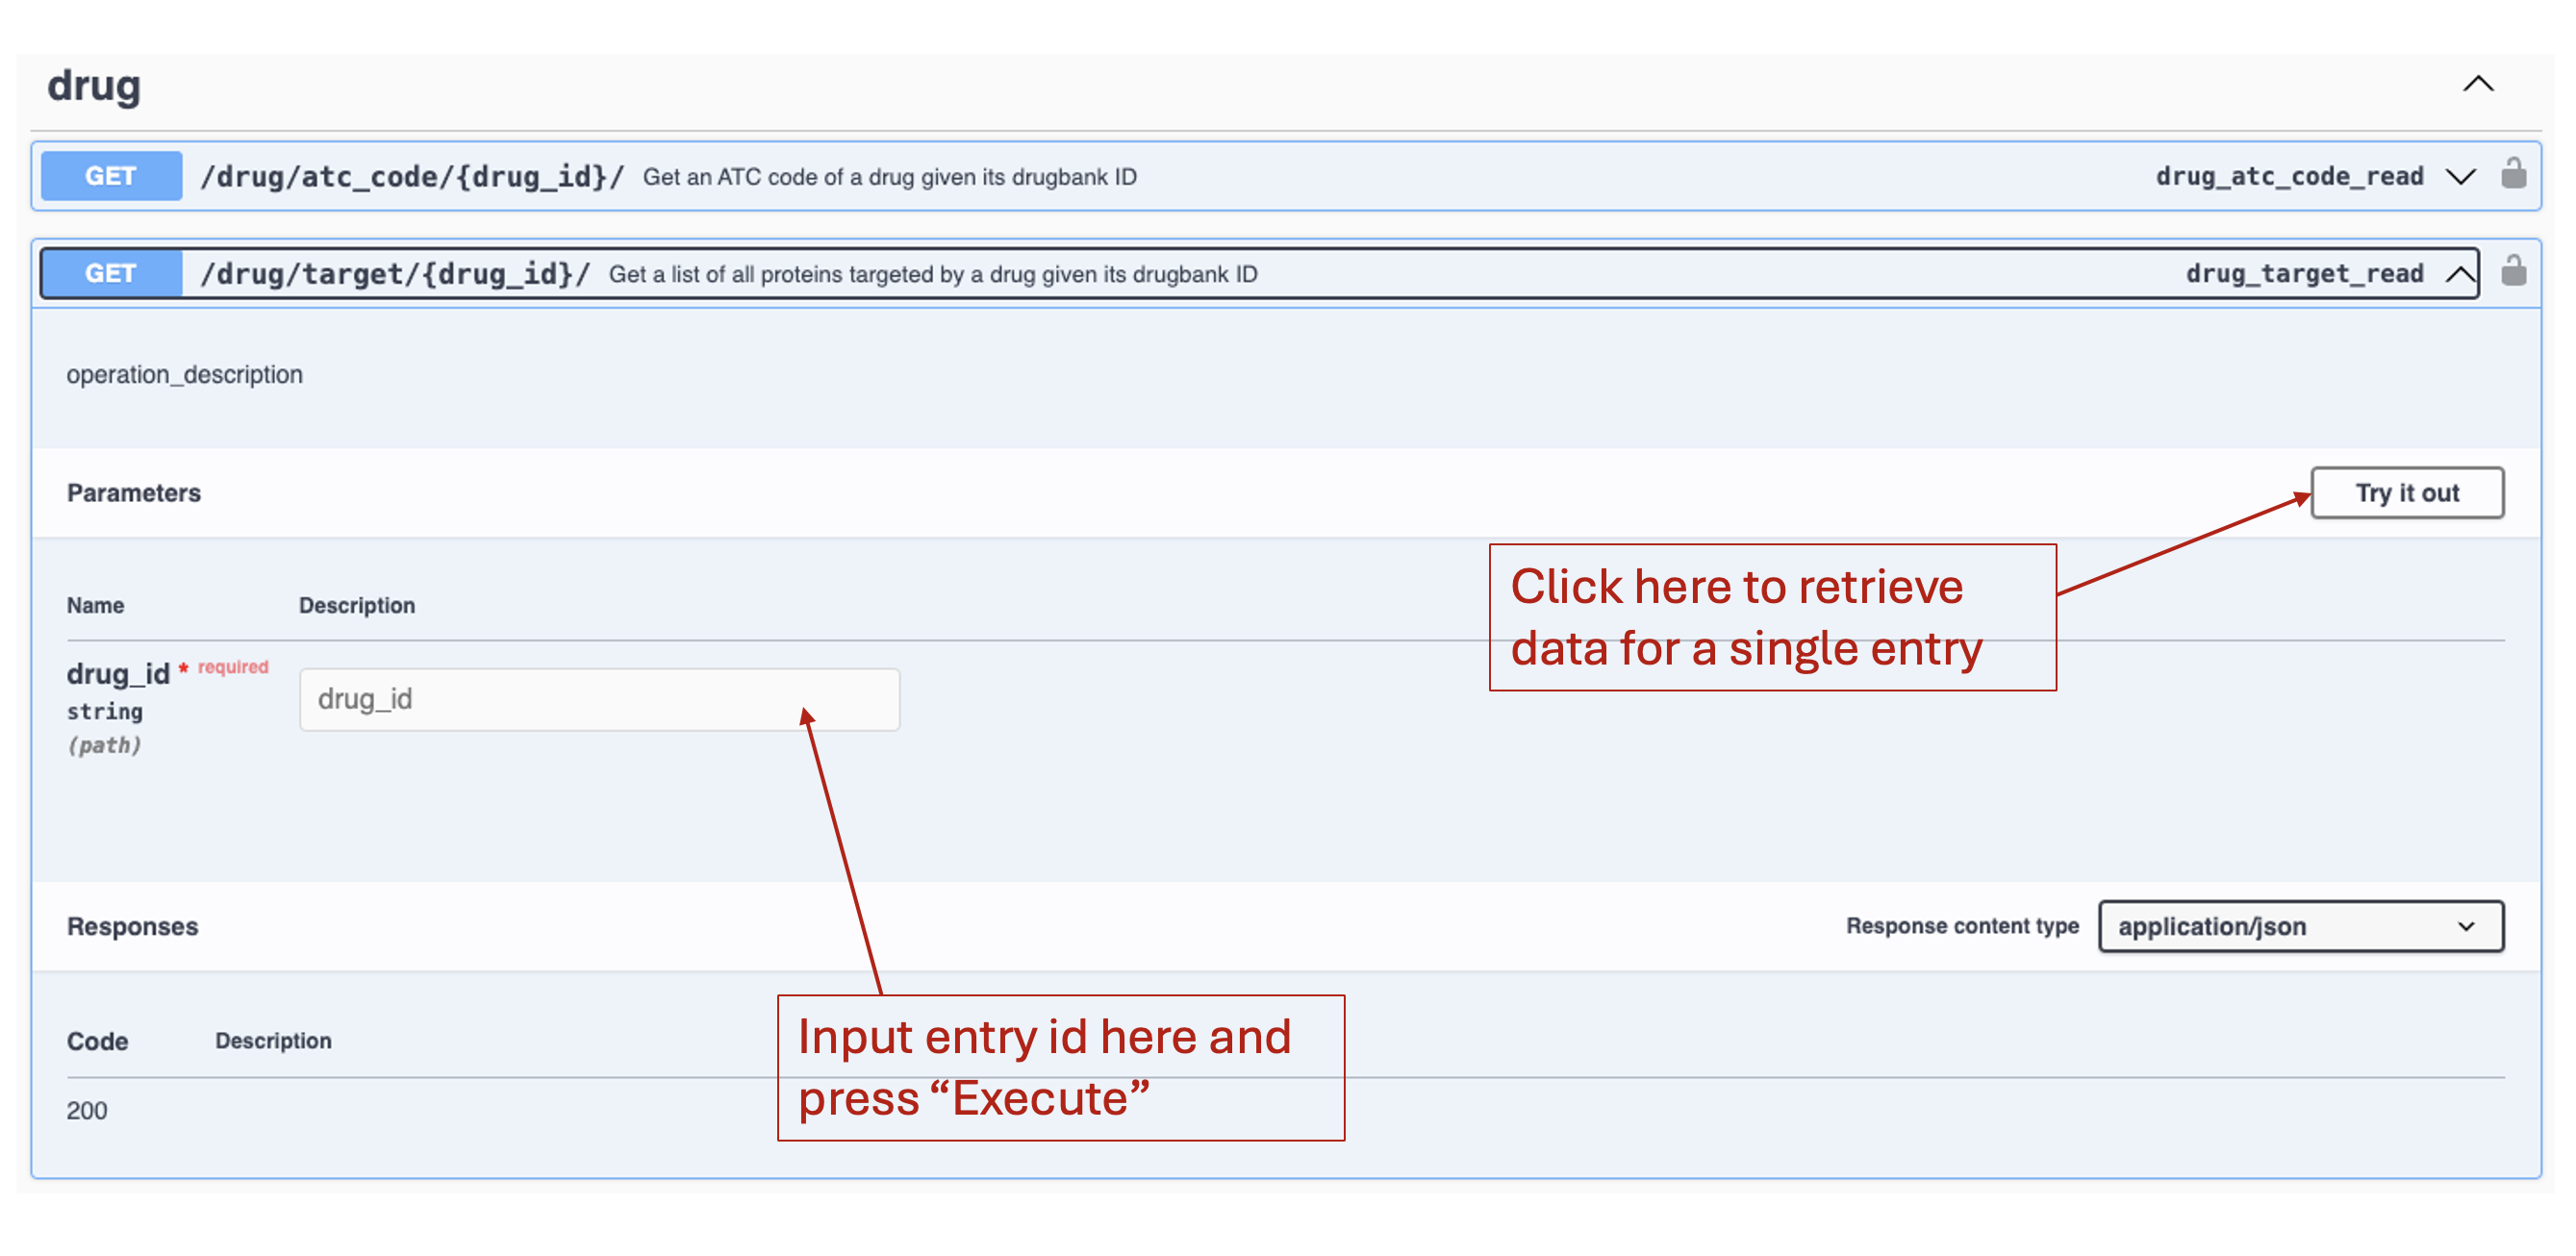 drug
GET /drug/atc_code/{drug_id}/ Get an ATC code of a drug given its drugbank ID drug_atc_code_read
GET /drug/target/{drug_id}/ Get a list of all proteins targeted by a drug given its drugbank ID drug_target_read
operation_description
Parameters Try it out
Click here to retrieve
data for a single entry
Name Description
drug_id * required
string
(path)
drug_id
Responses Response content type application/json
Input entry id here and
press “Execute”
Code Description
200